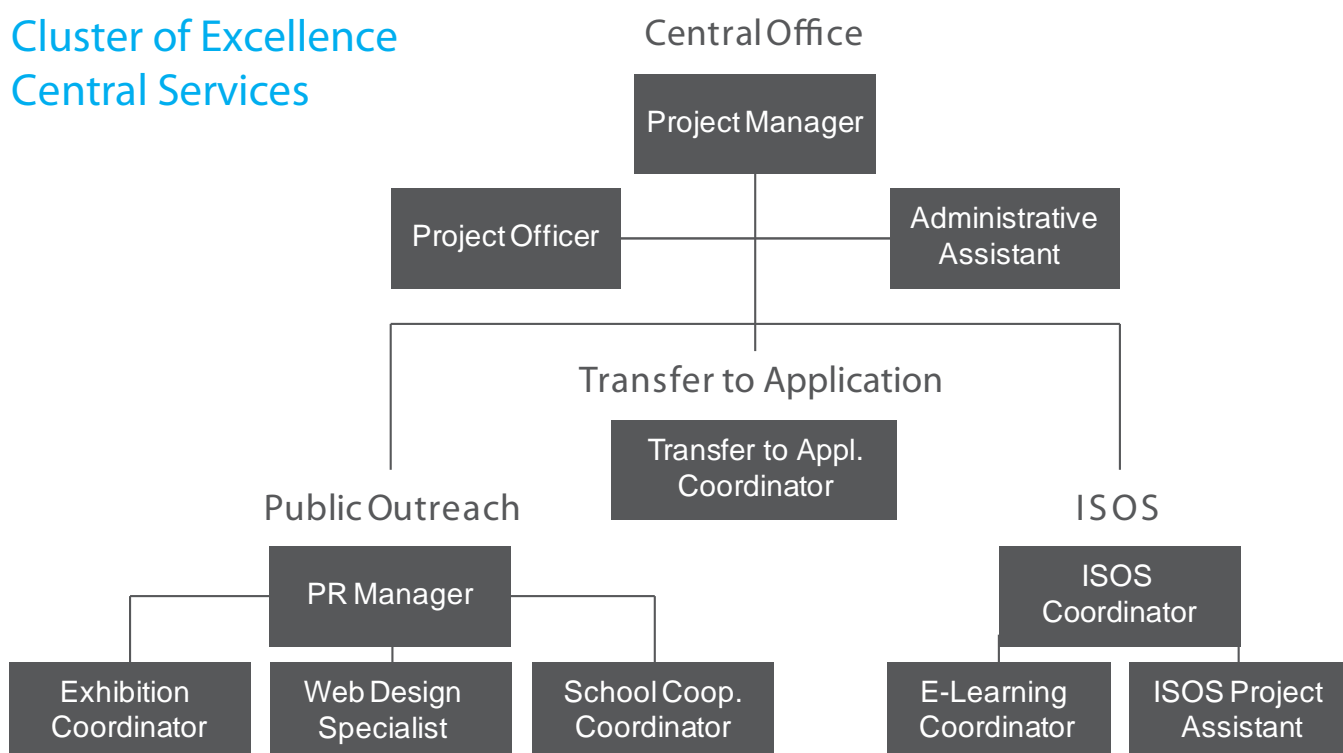 Cluster of Excellence
Central Services
Central Office
Project Manager
Project Officer
Administrative
Assistant
Transfer to Application
Transfer to Appl.
Coordinator
Public Outreach
PR Manager
Exhibition
Coordinator
Web Design
Specialist
School Coop.
Coordinator
ISOS
ISOS
Coordinator
E-Learning
Coordinator
ISOS Project
Assistant